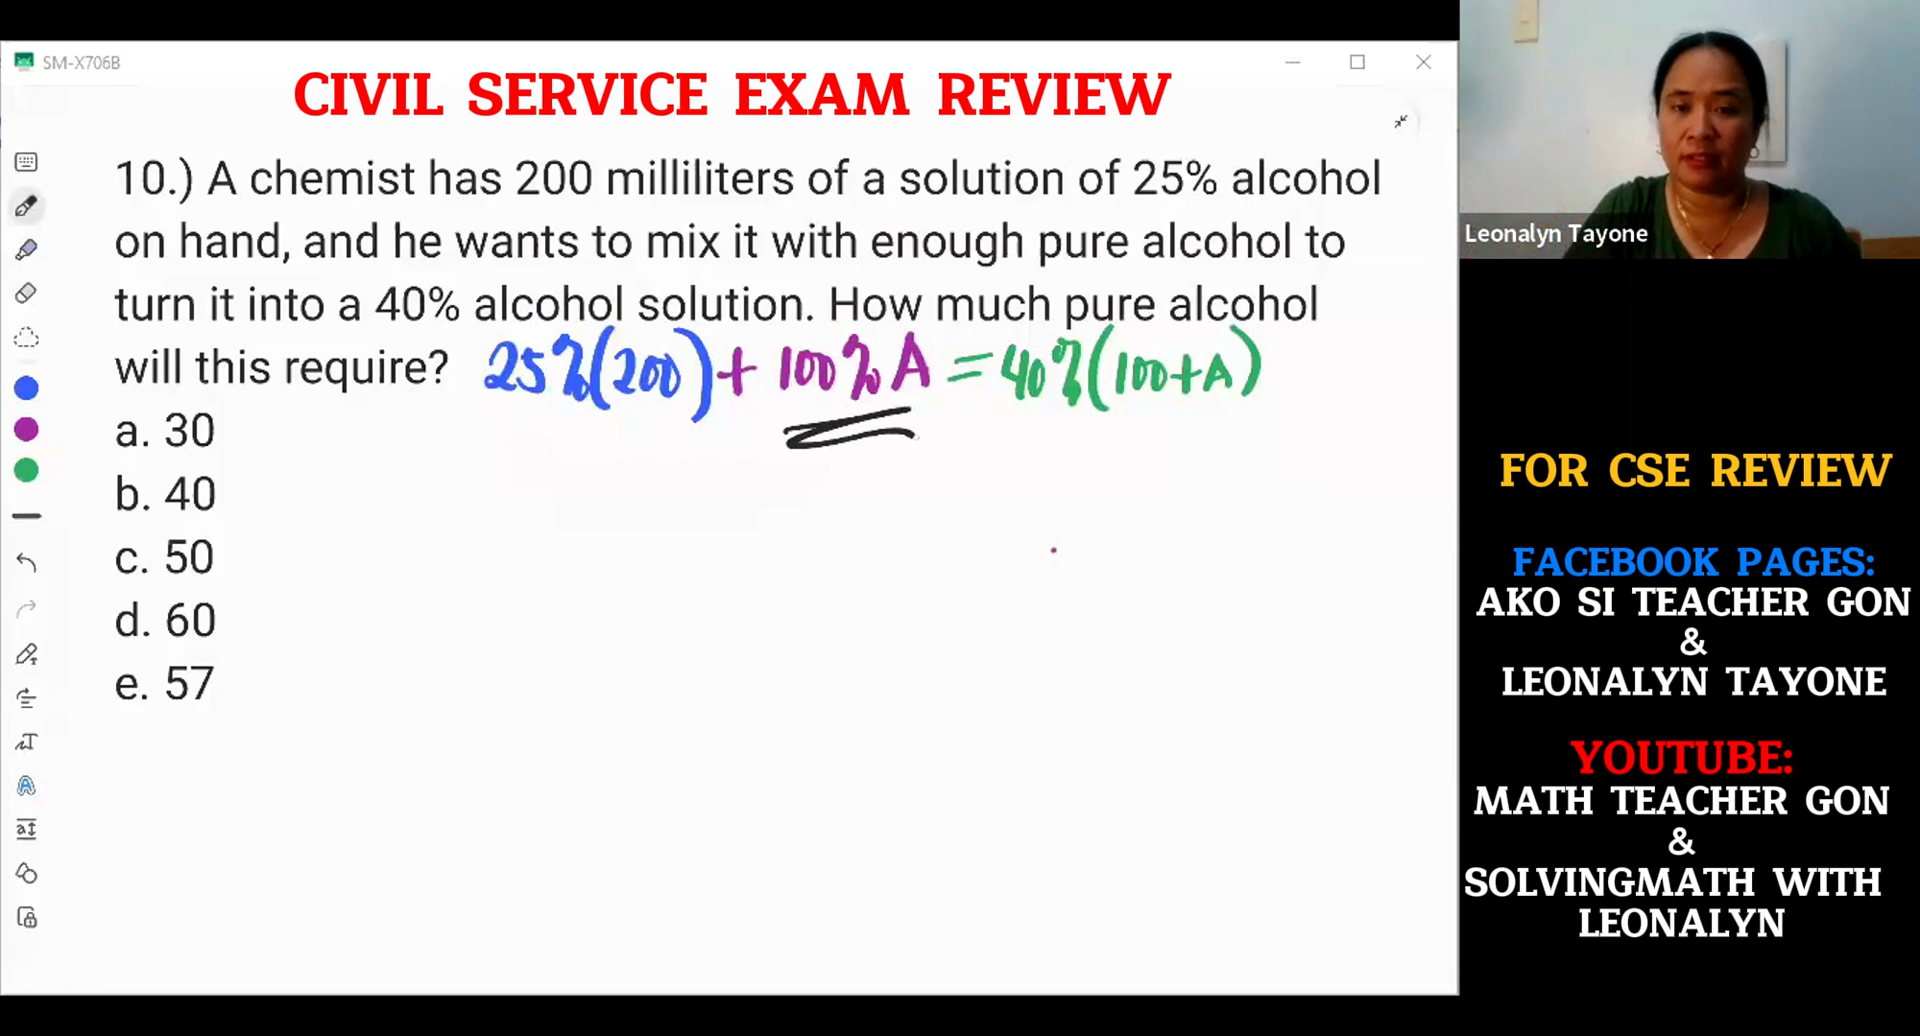 SM-X706B
CIVIL SERVICE EXAM REVIEW
10.) A chemist has 200 milliliters of a solution of 25% alcohol
on hand, and he wants to mix it with enough pure alcohol to
turn it into a 40% alcohol solution. How much pure alcohol
will this require? 25%(200) + 100% A = 40%(100+A)
a. 30
b. 40
c. 50
d. 60
e. 57
Leonalyn Tayone
FOR CSE REVIEW
FACEBOOK PAGES:
AKO SI TEACHER GON
&
LEONALYN TAYONE
YOUTUBE:
MATH TEACHER GON
&
SOLVINGMATH WITH
LEONALYN